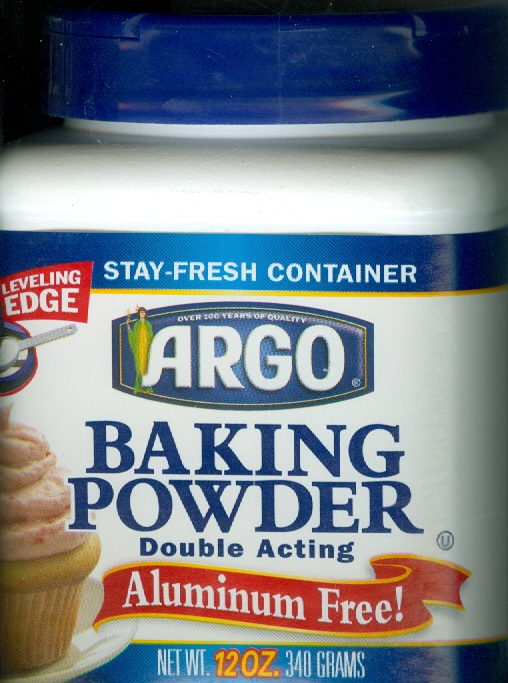 STAY-FRESH CONTAINER
LEVELING
EDGE
OVER 100 YEARS OF QUALITY
ARGO®
BAKING
POWDER
Double Acting
U
Aluminum Free!
NET WT. 12 OZ. 340 GRAMS